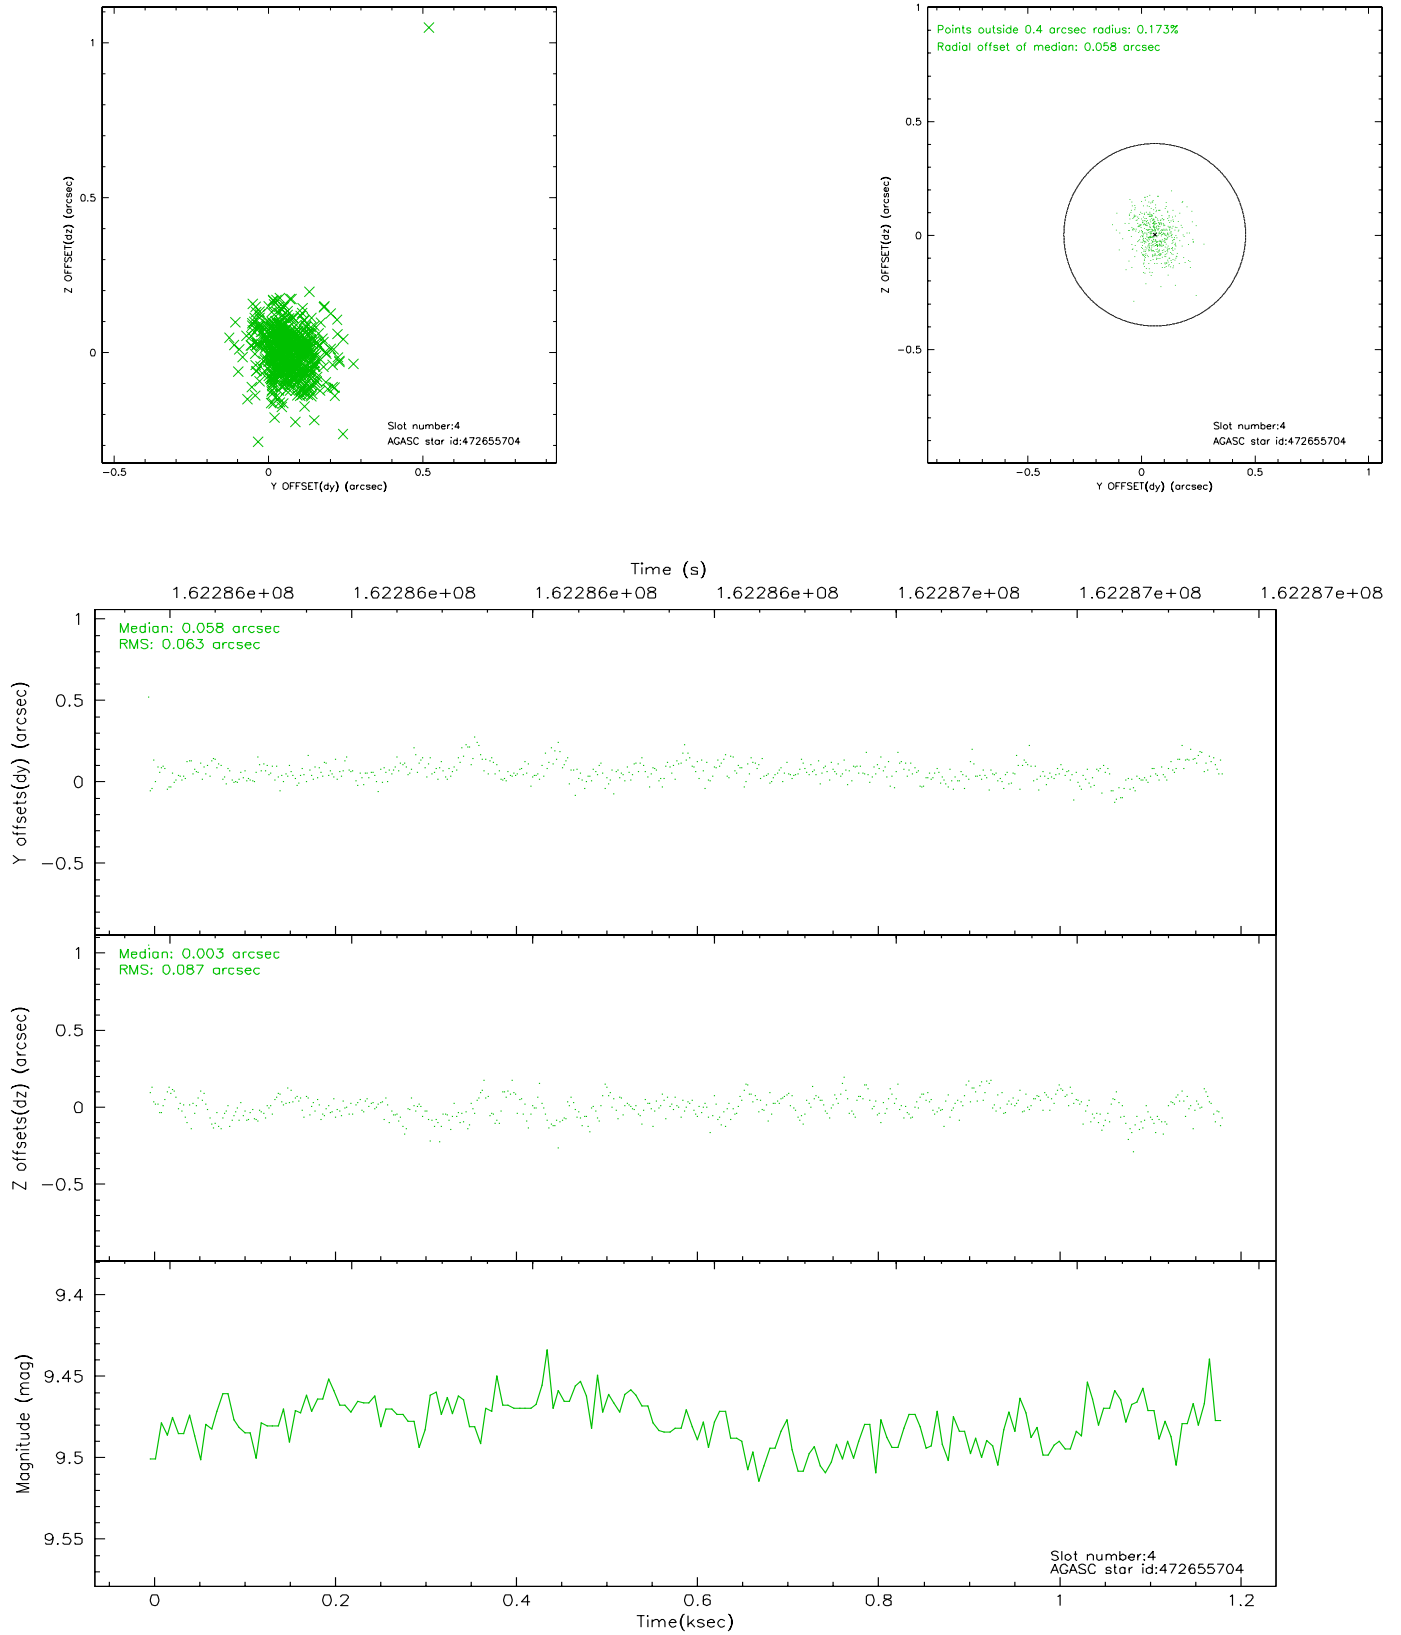 1
0.5
0
Z OFFSET(dz) (arcsec)
Slot number:4
AGASC star id:472655704
−0.5 0 0.5
Y OFFSET(dy) (arcsec)
Points outside 0.4 arcsec radius: 0.173%
Radial offset of median: 0.058 arcsec
1
0.5
0
−0.5
Z OFFSET(dz) (arcsec)
Slot number:4
AGASC star id:472655704
−0.5 0 0.5 1
Y OFFSET(dy) (arcsec)
Time (s)
1.62286e+08 1.62286e+08 1.62286e+08 1.62286e+08 1.62287e+08 1.62287e+08 1.62287e+08
Median: 0.058 arcsec
RMS: 0.063 arcsec
1
0.5
0
−0.5
Y offsets(dy) (arcsec)
Median: 0.003 arcsec
RMS: 0.087 arcsec
1
0.5
0
−0.5
Z offsets(dz) (arcsec)
9.4
9.45
9.5
9.55
Magnitude (mag)
Slot number:4
AGASC star id:472655704
0 0.2 0.4 0.6 0.8 1 1.2
Time(ksec)